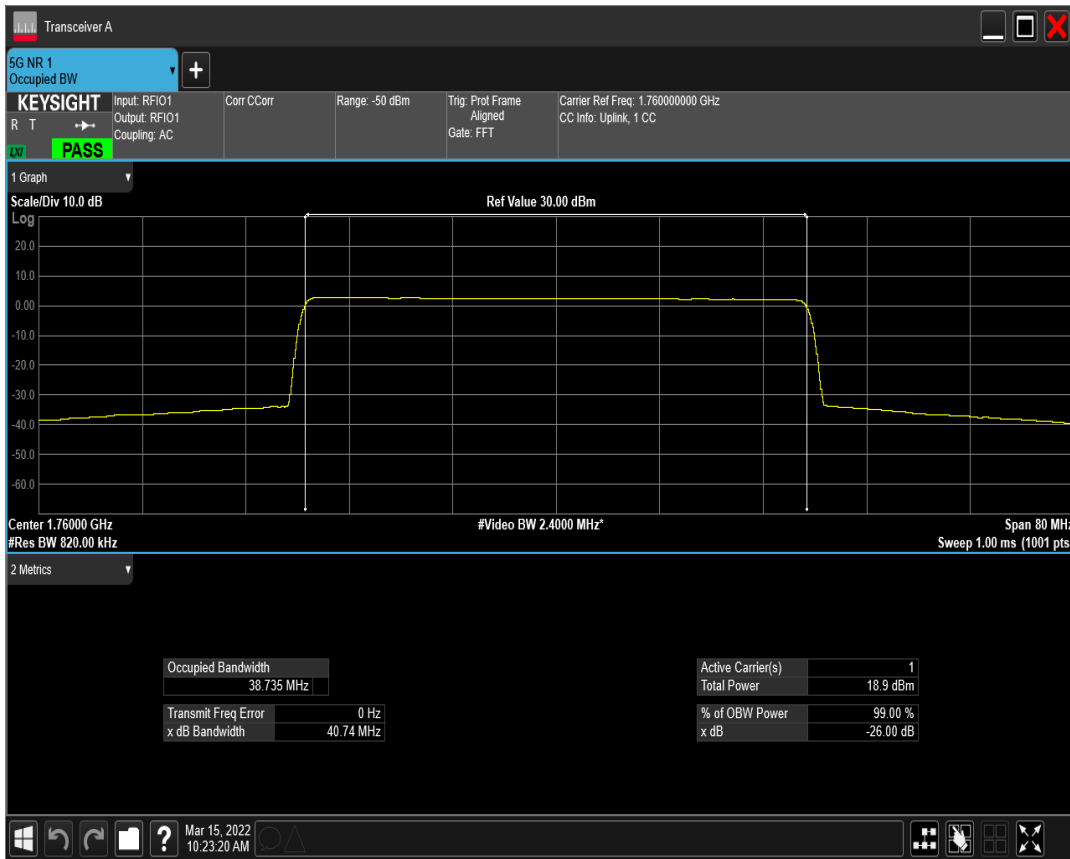 Transceiver A
5G NR 1
Occupied BW
+
KEYSIGHT
R T
LXI
PASS
Input: RFIO1
Output: RFIO1
Coupling: AC
Corr CCorr
Range: -50 dBm
Trig: Prot Frame
Aligned
Gate: FFT
Carrier Ref Freq: 1.760000000 GHz
CC Info: Uplink, 1 CC
1 Graph
Scale/Div 10.0 dB
Ref Value 30.00 dBm
Log
20.0
10.0
0.00
-10.0
-20.0
-30.0
-40.0
-50.0
-60.0
Center 1.76000 GHz
#Video BW 2.4000 MHz*
Span 80 MHz
#Res BW 820.00 kHz
Sweep 1.00 ms (1001 pts
2 Metrics
Occupied Bandwidth
38.735 MHz
Transmit Freq Error 0 Hz
x dB Bandwidth 40.74 MHz
Active Carrier(s) 1
Total Power 18.9 dBm
% of OBW Power 99.00 %
x dB -26.00 dB
?
Mar 15, 2022
10:23:20 AM